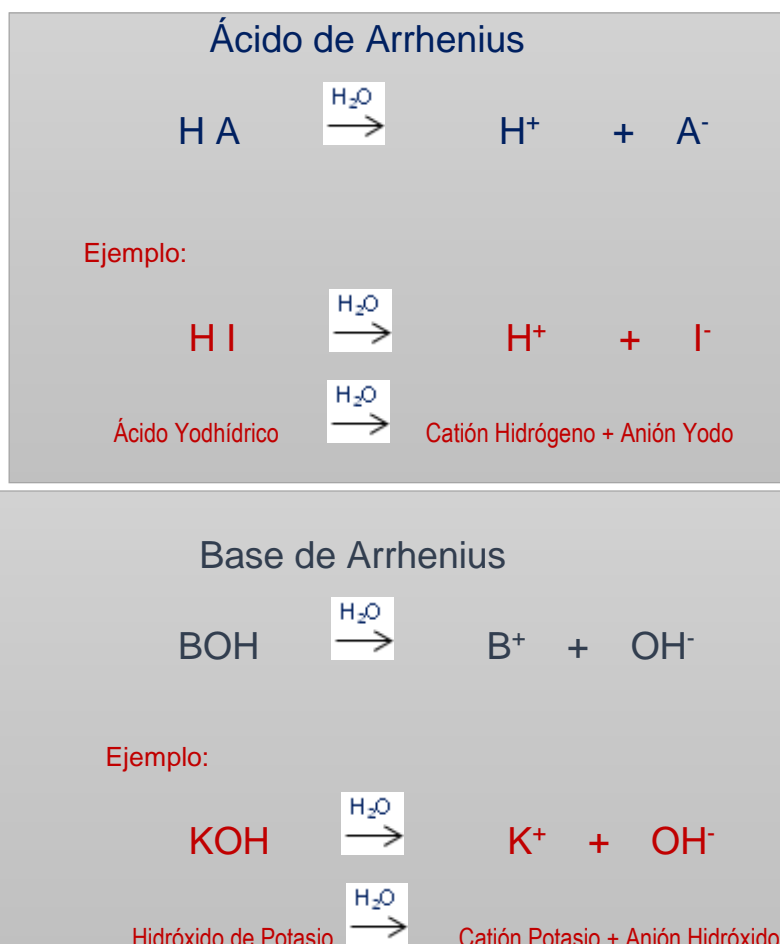 Ácido de Arrhenius
H₂O
H A → H⁺ + A⁻
Ejemplo:
H₂O
H I → H⁺ + I⁻
H₂O
Ácido Yodhídrico → Catión Hidrógeno + Anión Yodo
Base de Arrhenius
H₂O
BOH → B⁺ + OH⁻
Ejemplo:
H₂O
KOH → K⁺ + OH⁻
H₂O
Hidróxido de Potasio → Catión Potasio + Anión Hidróxido